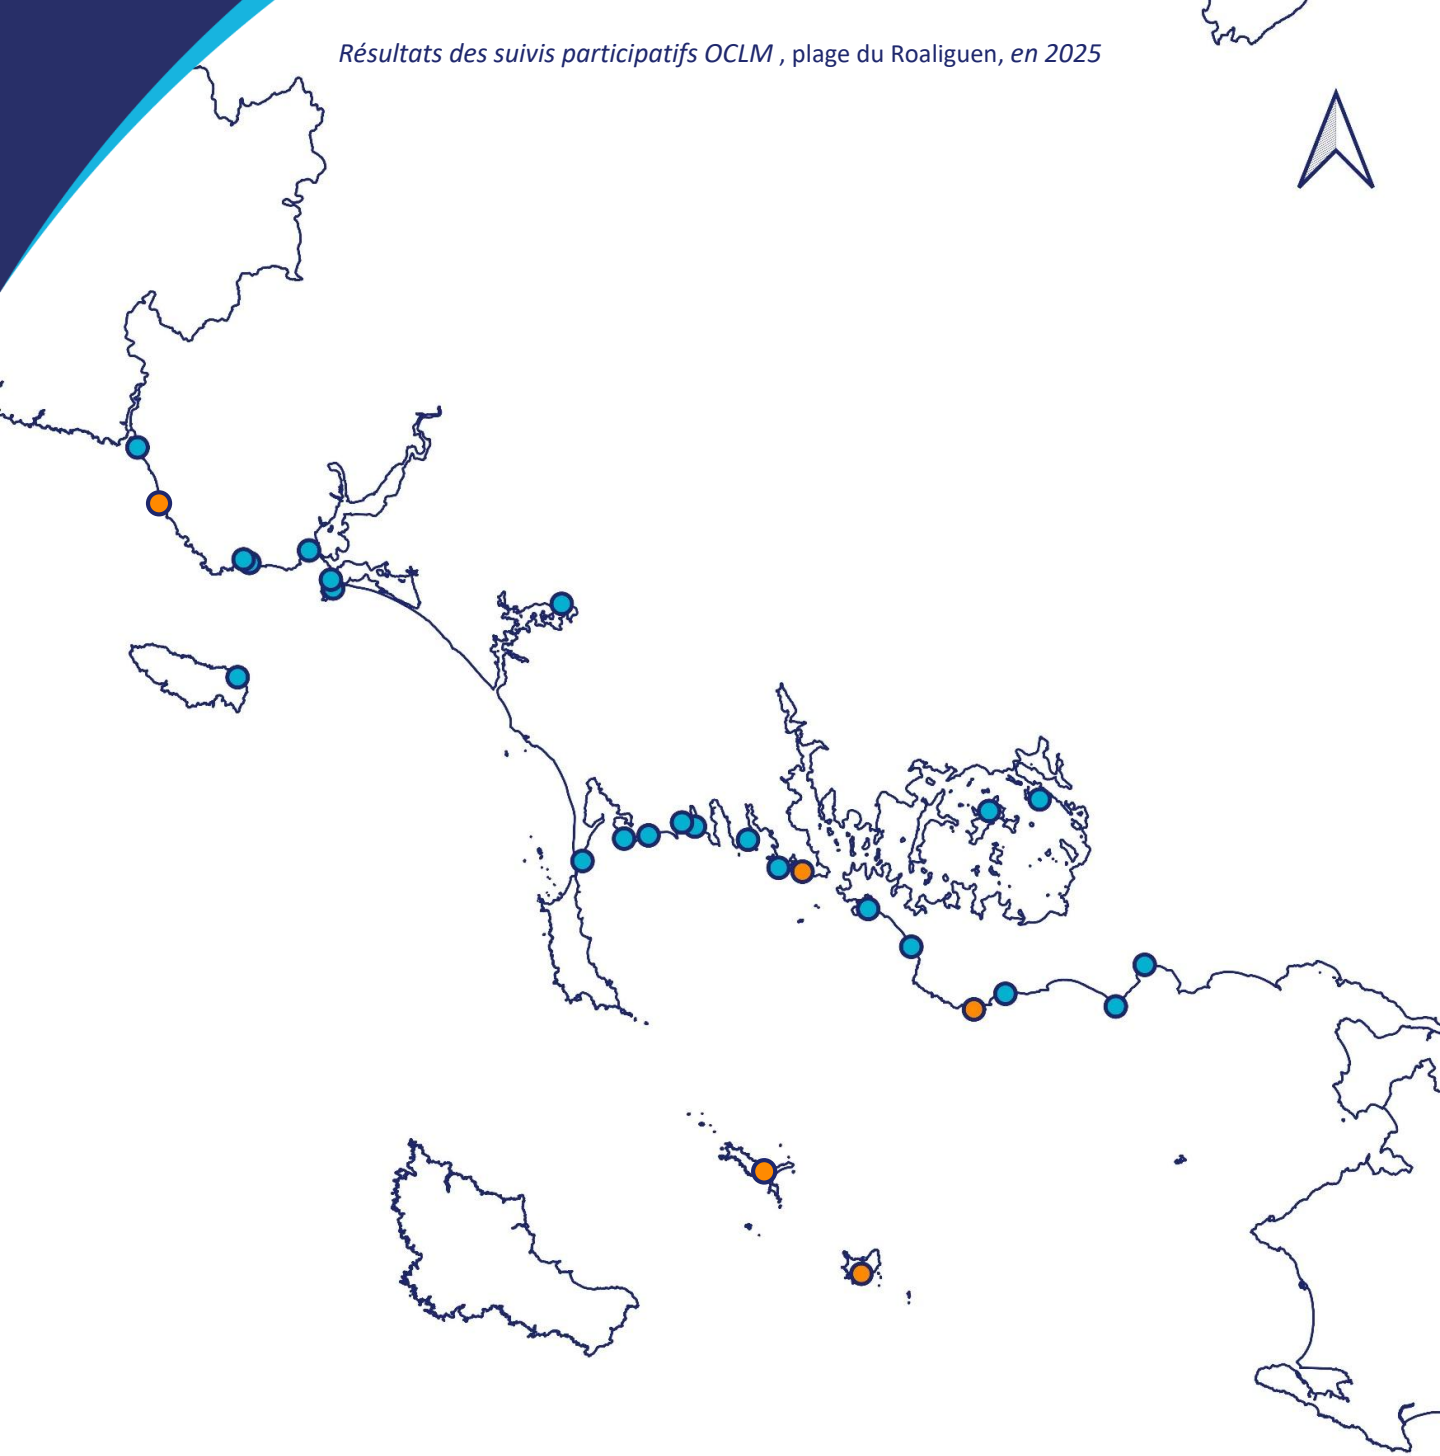 Résultats des suivis participatifs OCLM , plage du Roaliguen, en 2025